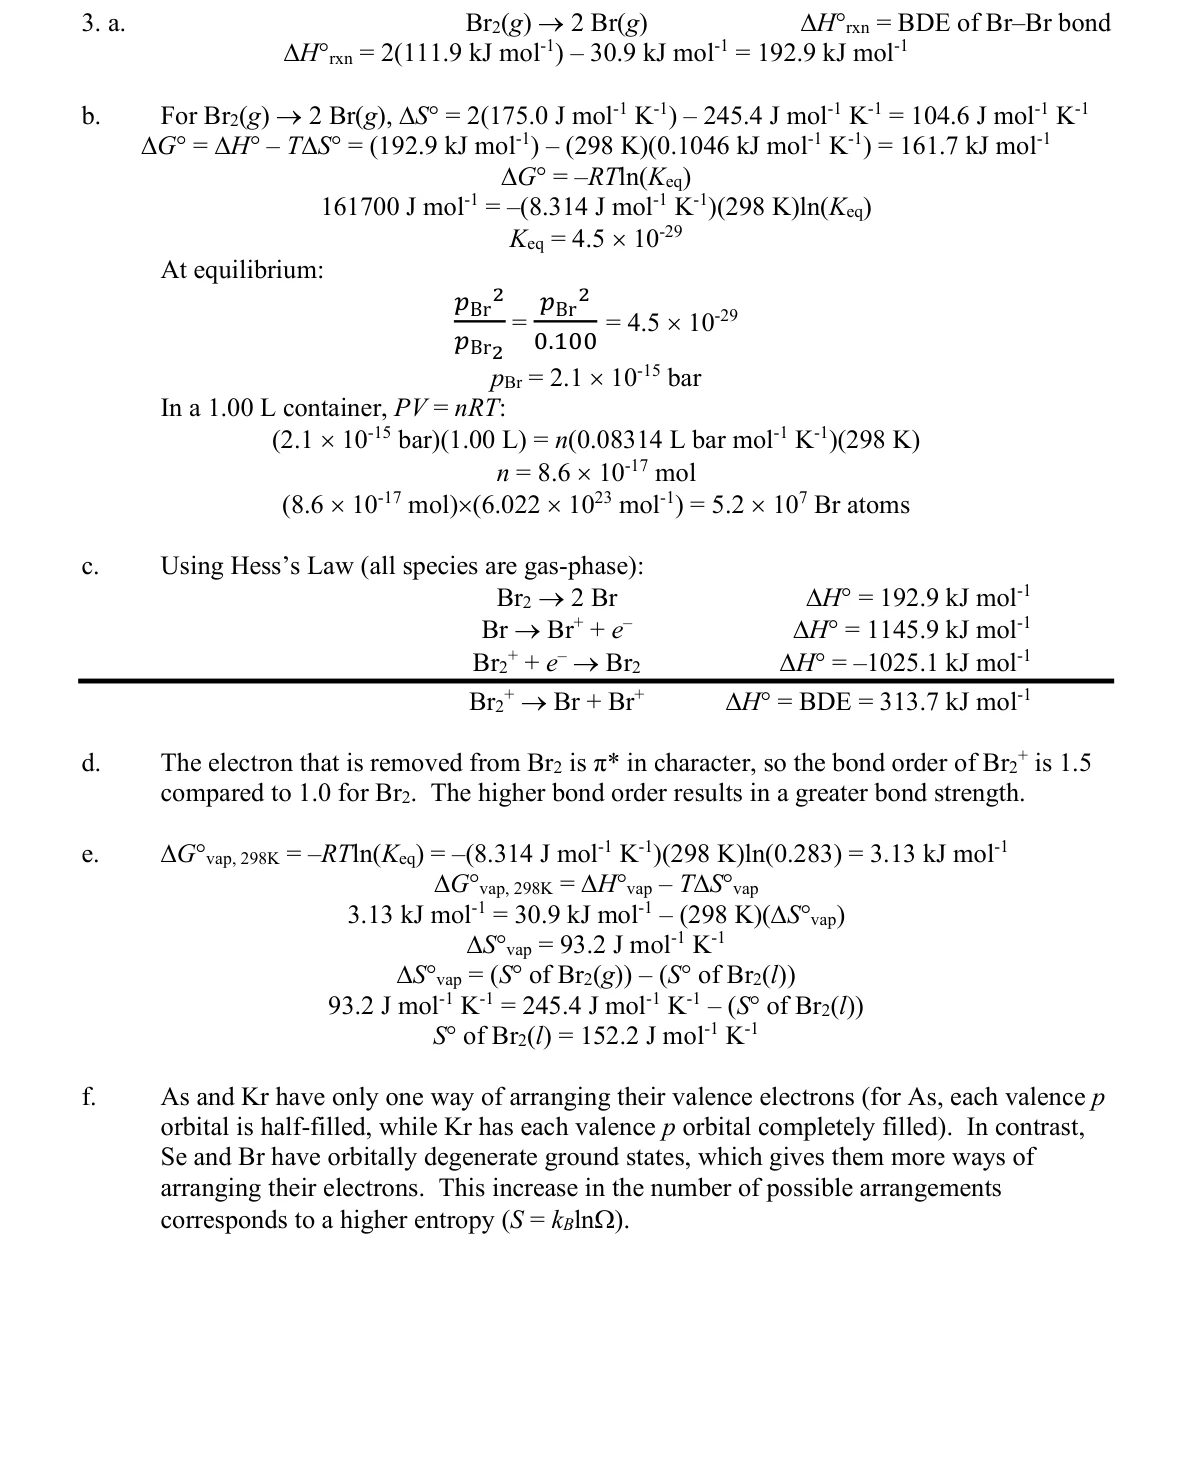 3. a. Br₂(g) → 2 Br(g) ΔH°rxn = BDE of Br–Br bond
ΔH°rxn = 2(111.9 kJ mol⁻¹) – 30.9 kJ mol⁻¹ = 192.9 kJ mol⁻¹
b. For Br₂(g) → 2 Br(g), ΔS° = 2(175.0 J mol⁻¹ K⁻¹) – 245.4 J mol⁻¹ K⁻¹ = 104.6 J mol⁻¹ K⁻¹
ΔG° = ΔH° – TΔS° = (192.9 kJ mol⁻¹) – (298 K)(0.1046 kJ mol⁻¹ K⁻¹) = 161.7 kJ mol⁻¹
ΔG° = –RTln(Keq)
161700 J mol⁻¹ = –(8.314 J mol⁻¹ K⁻¹)(298 K)ln(Keq)
Keq = 4.5 × 10⁻²⁹
At equilibrium:
pBr²/pBr₂ = pBr²/0.100 = 4.5 × 10⁻²⁹
pBr = 2.1 × 10⁻¹⁵ bar
In a 1.00 L container, PV = nRT:
(2.1 × 10⁻¹⁵ bar)(1.00 L) = n(0.08314 L bar mol⁻¹ K⁻¹)(298 K)
n = 8.6 × 10⁻¹⁷ mol
(8.6 × 10⁻¹⁷ mol)×(6.022 × 10²³ mol⁻¹) = 5.2 × 10⁷ Br atoms
c. Using Hess’s Law (all species are gas-phase):
Br₂ → 2 Br ΔH° = 192.9 kJ mol⁻¹
Br → Br⁺ + e⁻ ΔH° = 1145.9 kJ mol⁻¹
Br₂⁺ + e⁻ → Br₂ ΔH° = –1025.1 kJ mol⁻¹
Br₂⁺ → Br + Br⁺ ΔH° = BDE = 313.7 kJ mol⁻¹
d. The electron that is removed from Br₂ is π* in character, so the bond order of Br₂⁺ is 1.5
compared to 1.0 for Br₂. The higher bond order results in a greater bond strength.
e. ΔG°vap, 298K = –RTln(Keq) = –(8.314 J mol⁻¹ K⁻¹)(298 K)ln(0.283) = 3.13 kJ mol⁻¹
ΔG°vap, 298K = ΔH°vap – TΔS°vap
3.13 kJ mol⁻¹ = 30.9 kJ mol⁻¹ – (298 K)(ΔS°vap)
ΔS°vap = 93.2 J mol⁻¹ K⁻¹
ΔS°vap = (S° of Br₂(g)) – (S° of Br₂(l))
93.2 J mol⁻¹ K⁻¹ = 245.4 J mol⁻¹ K⁻¹ – (S° of Br₂(l))
S° of Br₂(l) = 152.2 J mol⁻¹ K⁻¹
f. As and Kr have only one way of arranging their valence electrons (for As, each valence p
orbital is half-filled, while Kr has each valence p orbital completely filled). In contrast,
Se and Br have orbitally degenerate ground states, which gives them more ways of
arranging their electrons. This increase in the number of possible arrangements
corresponds to a higher entropy (S = kBlnΩ).